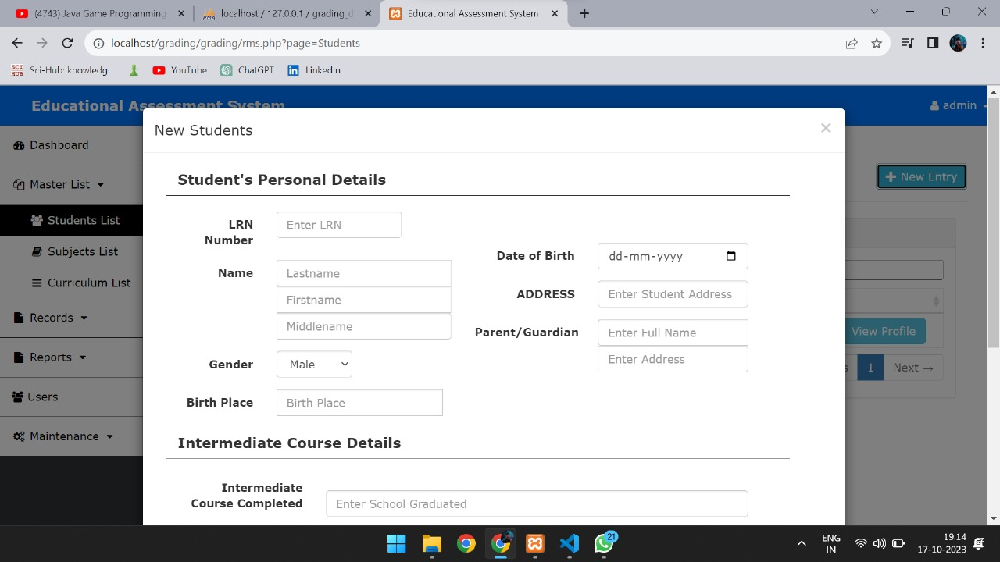 (4743) Java Game Programming
localhost / 127.0.0.1 / grading_d
Educational Assessment System
localhost/grading/grading/rms.php?page=Students
SCI HUB Sci-Hub: knowledg...
YouTube
ChatGPT
LinkedIn
Educational Assessment System
admin
New Students
Dashboard
Master List
Students List
Subjects List
Curriculum List
Records
Reports
Users
Maintenance
New Entry
Student's Personal Details
LRN Number
Enter LRN
Name
Lastname
Firstname
Middlename
Gender
Male
Birth Place
Birth Place
Date of Birth
dd-mm-yyyy
ADDRESS
Enter Student Address
Parent/Guardian
Enter Full Name
Enter Address
View Profile
s
1
Next →
Intermediate Course Details
Intermediate
Course Completed
Enter School Graduated
21
ENG
IN
19:14
17-10-2023